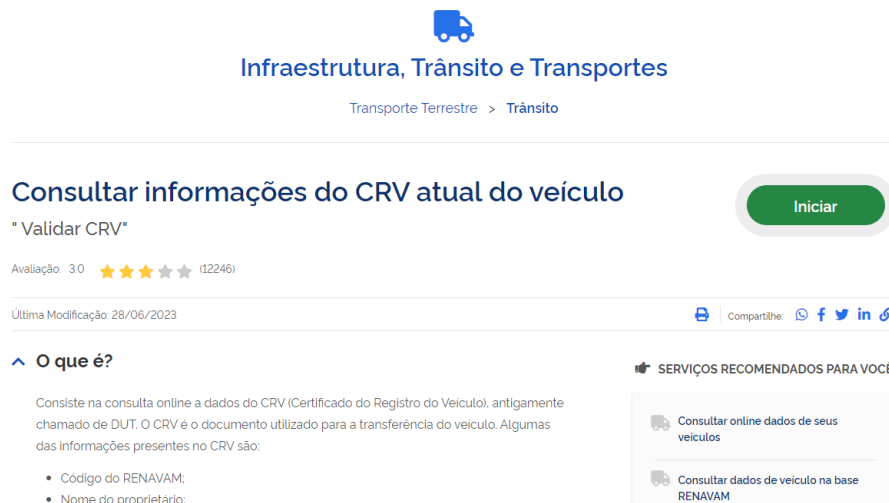 Infraestrutura, Trânsito e Transportes
Transporte Terrestre > Trânsito
Consultar informações do CRV atual do veículo
Iniciar
" Validar CRV"
Avaliação: 3.0 (12246)
Última Modificação: 28/06/2023
Compartilhe:
O que é?
Consiste na consulta online a dados do CRV (Certificado do Registro do Veículo), antigamente
chamado de DUT. O CRV é o documento utilizado para a transferência do veículo. Algumas
das informações presentes no CRV são:
• Código do RENAVAM;
• Nome do proprietário;
SERVIÇOS RECOMENDADOS PARA VOCÊ
Consultar online dados de seus
veículos
Consultar dados de veículo na base
RENAVAM